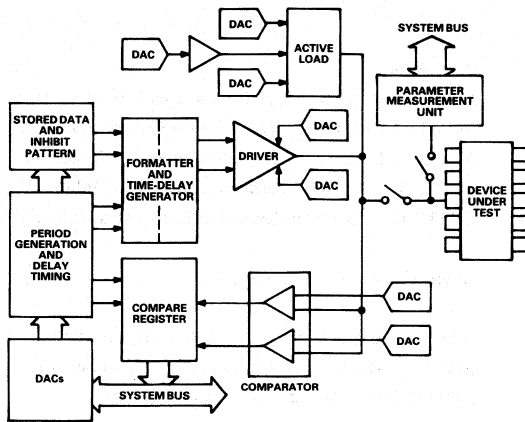 DAC
DAC
DAC
ACTIVE
LOAD
SYSTEM BUS
PARAMETER
MEASUREMENT
UNIT
STORED DATA
AND
INHIBIT
PATTERN
FORMATTER
AND
TIME-DELAY
GENERATOR
DRIVER
DAC
DAC
DEVICE
UNDER
TEST
PERIOD
GENERATION
AND
DELAY
TIMING
COMPARE
REGISTER
DAC
DAC
COMPARATOR
DACs
SYSTEM BUS